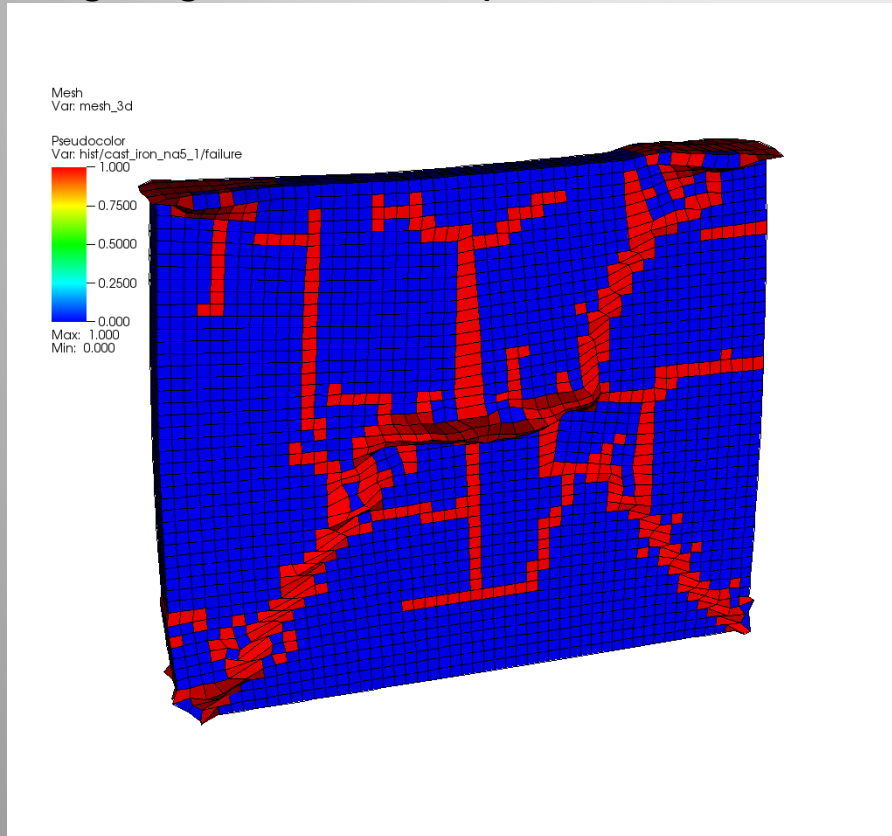 Mesh
Var: mesh_3d
Pseudocolor
Var: hist/cast_iron_na5_1/failure
1.000
0.7500
0.5000
0.2500
0.000
Max: 1.000
Min: 0.000